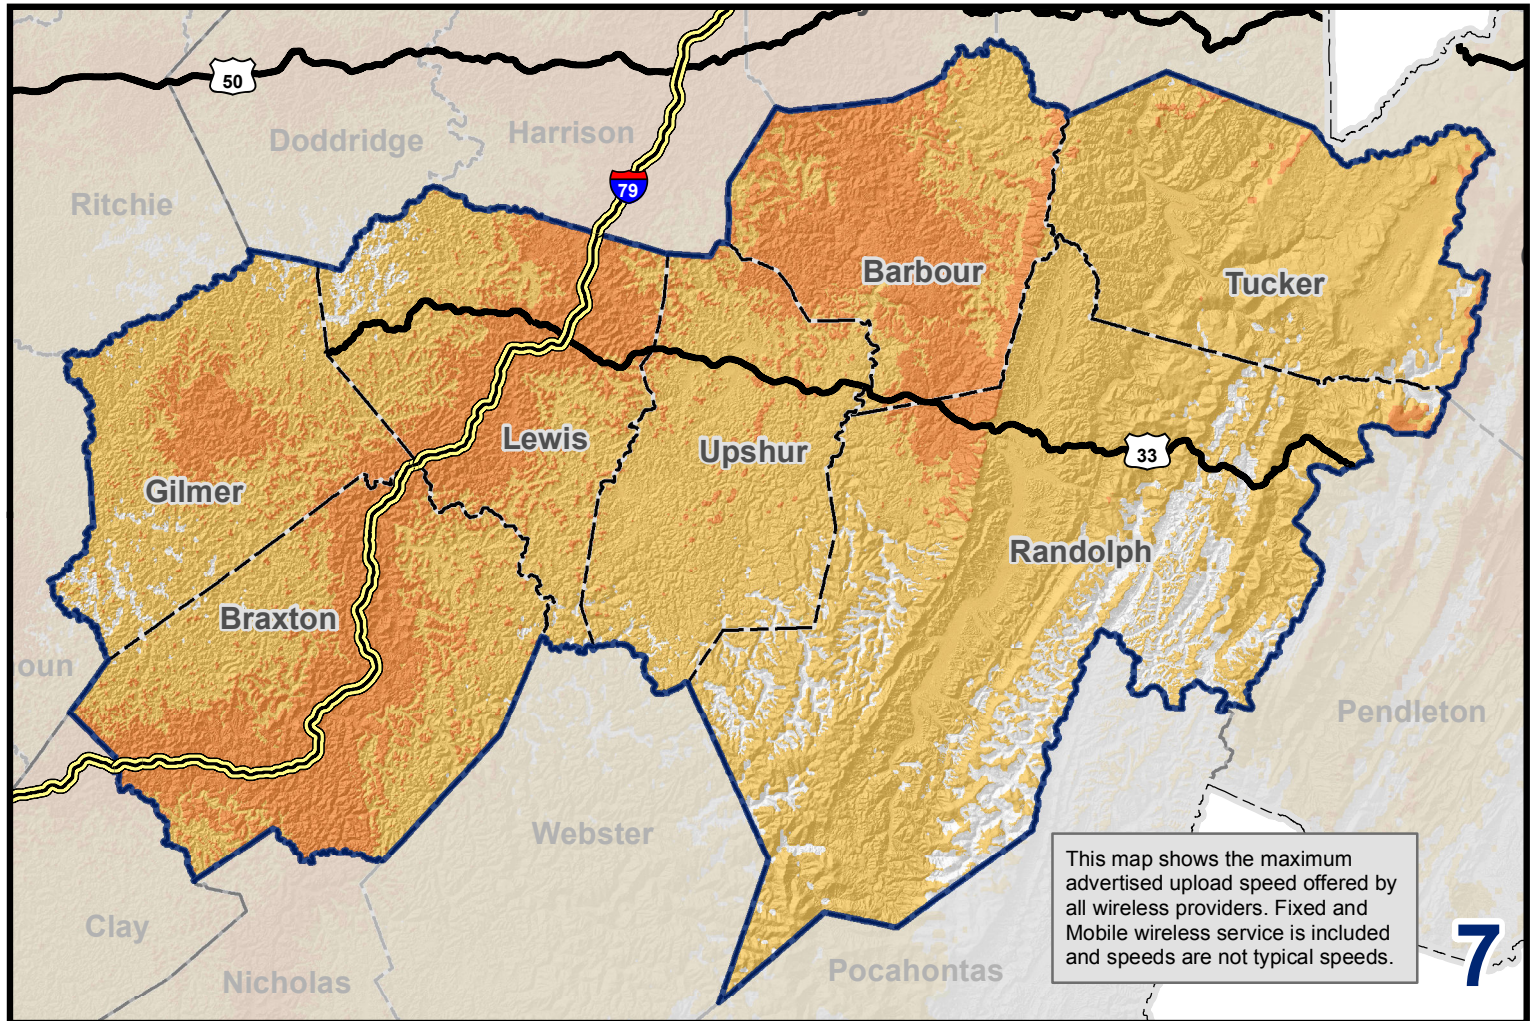 50
Doddridge
Harrison
79
Ritchie
Barbour
Tucker
Lewis
Upshur
33
Gilmer
Randolph
Braxton
oun
Pendleton
Webster
This map shows the maximum
advertised upload speed offered by
all wireless providers. Fixed and
Mobile wireless service is included
and speeds are not typical speeds.
7
Clay
Pocahontas
Nicholas